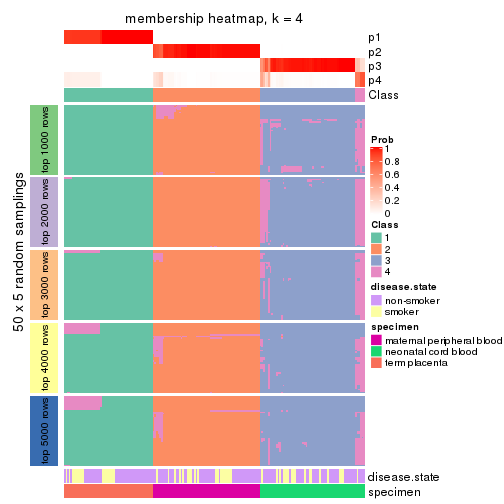 membership heatmap, k = 4
p1
p2
p3
p4
Class
50 x 5 random samplings
top 1000 rows
top 2000 rows
top 3000 rows
top 4000 rows
top 5000 rows
Prob
1
0.8
0.6
0.4
0.2
0
Class
1
2
3
4
disease.state
non-smoker
smoker
specimen
maternal peripheral blood
neonatal cord blood
term placenta
disease.state
specimen